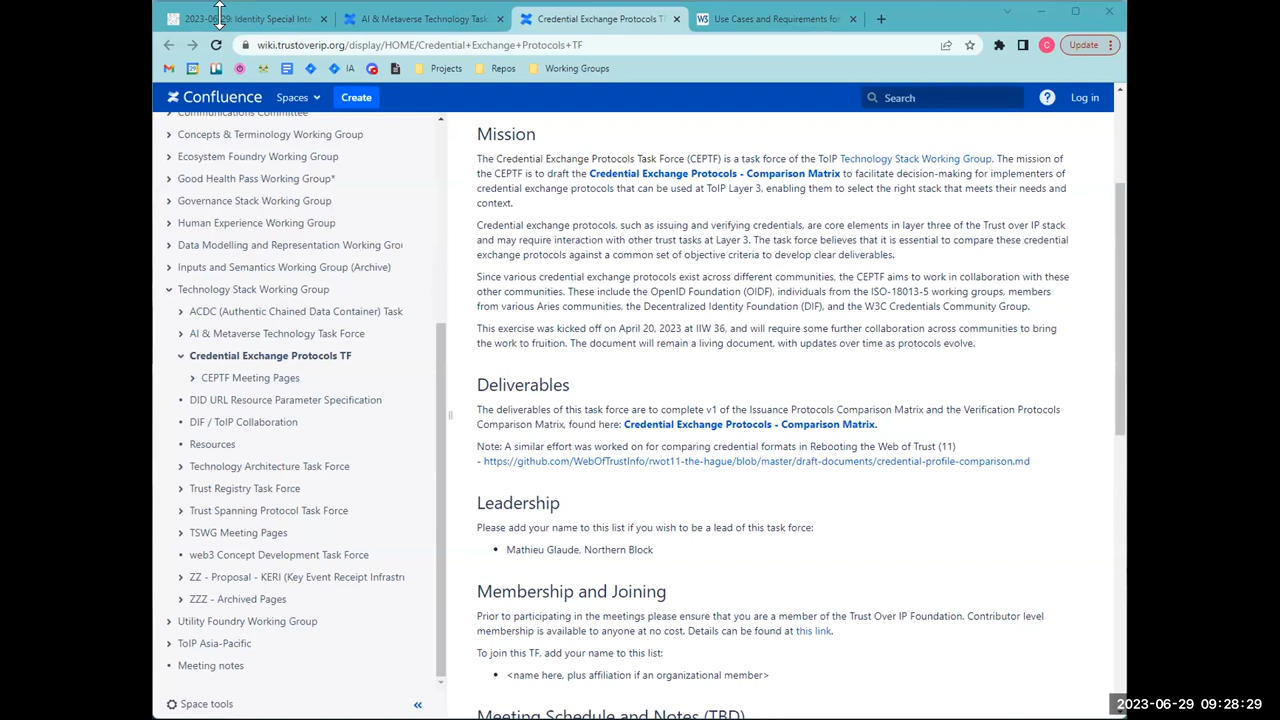 2023-06-29: Identity Special Inte
AI & Metaverse Technology Task
Credential Exchange Protocols T
Use Cases and Requirements for
wiki.trustoverip.org/display/HOME/Credential+Exchange+Protocols+TF
Update
IA
Projects
Repos
Working Groups
Confluence
Spaces
Create
Search
Log in
Communications Committee
Concepts & Terminology Working Group
Ecosystem Foundry Working Group
Good Health Pass Working Group*
Governance Stack Working Group
Human Experience Working Group
Data Modelling and Representation Working Grou
Inputs and Semantics Working Group (Archive)
Technology Stack Working Group
ACDC (Authentic Chained Data Container) Task
AI & Metaverse Technology Task Force
Credential Exchange Protocols TF
CEPTF Meeting Pages
DID URL Resource Parameter Specification
DIF / ToIP Collaboration
Resources
Technology Architecture Task Force
Trust Registry Task Force
Trust Spanning Protocol Task Force
TSWG Meeting Pages
web3 Concept Development Task Force
ZZ - Proposal - KERI (Key Event Receipt Infrastr
ZZZ - Archived Pages
Utility Foundry Working Group
ToIP Asia-Pacific
Meeting notes
Space tools
Mission
The Credential Exchange Protocols Task Force (CEPTF) is a task force of the ToIP Technology Stack Working Group. The mission of
the CEPTF is to draft the Credential Exchange Protocols - Comparison Matrix to facilitate decision-making for implementers of
credential exchange protocols that can be used at ToIP Layer 3, enabling them to select the right stack that meets their needs and
context.
Credential exchange protocols, such as issuing and verifying credentials, are core elements in layer three of the Trust over IP stack
and may require interaction with other trust tasks at Layer 3. The task force believes that it is essential to compare these credential
exchange protocols against a common set of objective criteria to develop clear deliverables.
Since various credential exchange protocols exist across different communities, the CEPTF aims to work in collaboration with these
other communities. These include the OpenID Foundation (OIDF), individuals from the ISO-18013-5 working groups, members
from various Aries communities, the Decentralized Identity Foundation (DIF), and the W3C Credentials Community Group.
This exercise was kicked off on April 20, 2023 at IIW 36, and will require some further collaboration across communities to bring
the work to fruition. The document will remain a living document, with updates over time as protocols evolve.
Deliverables
The deliverables of this task force are to complete v1 of the Issuance Protocols Comparison Matrix and the Verification Protocols
Comparison Matrix, found here: Credential Exchange Protocols - Comparison Matrix.
Note: A similar effort was worked on for comparing credential formats in Rebooting the Web of Trust (11)
- https://github.com/WebOfTrustInfo/rwot11-the-hague/blob/master/draft-documents/credential-profile-comparison.md
Leadership
Please add your name to this list if you wish to be a lead of this task force:
• Mathieu Glaude, Northern Block
Membership and Joining
Prior to participating in the meetings please ensure that you are a member of the Trust Over IP Foundation. Contributor level
membership is available to anyone at no cost. Details can be found at this link.
To join this TF, add your name to this list:
• <name here, plus affiliation if an organizational member>
Meeting Schedule and Notes (TBD)
2023-06-29 09:28:29